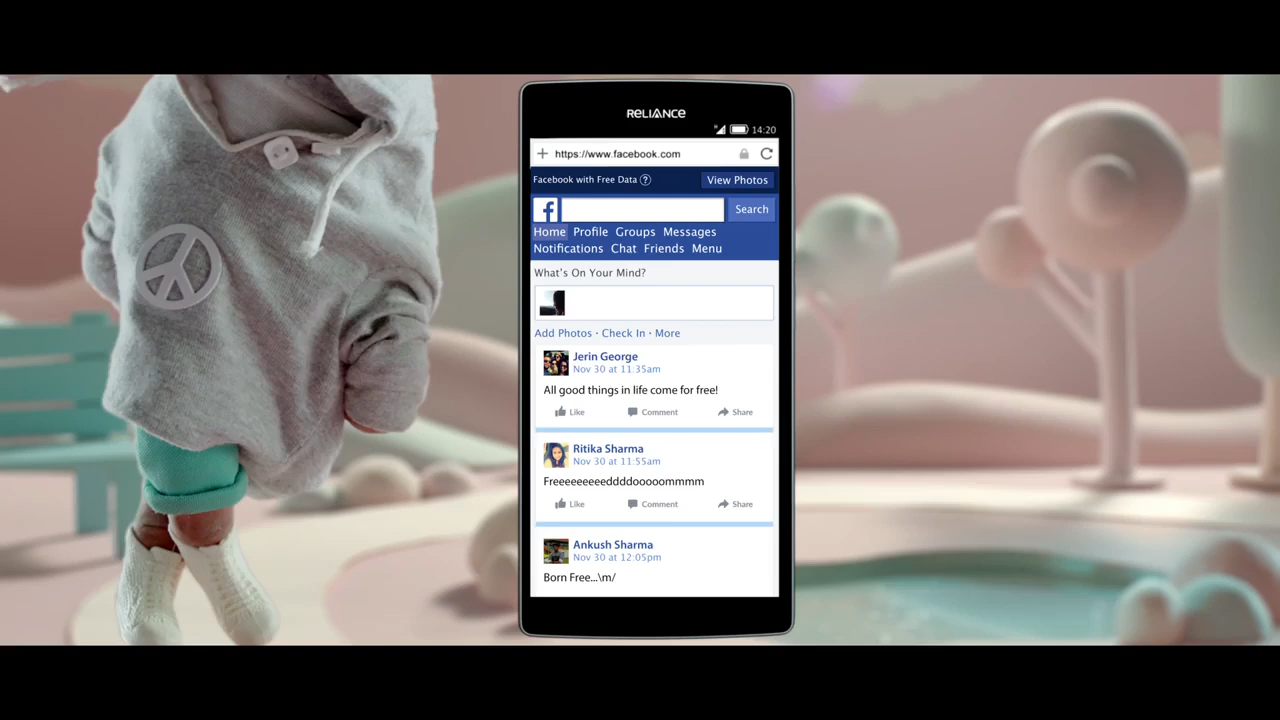 RELIANCE
14:20
https://www.facebook.com
Facebook with Free Data ? View Photos
f Search
Home Profile Groups Messages
Notifications Chat Friends Menu
What's On Your Mind?
Add Photos · Check In · More
Jerin George
Nov 30 at 11:35am
All good things in life come for free!
Like Comment Share
Ritika Sharma
Nov 30 at 11:55am
Freeeeeeeeeddddooooommmm
Like Comment Share
Ankush Sharma
Nov 30 at 12:05pm
Born Free...\m/